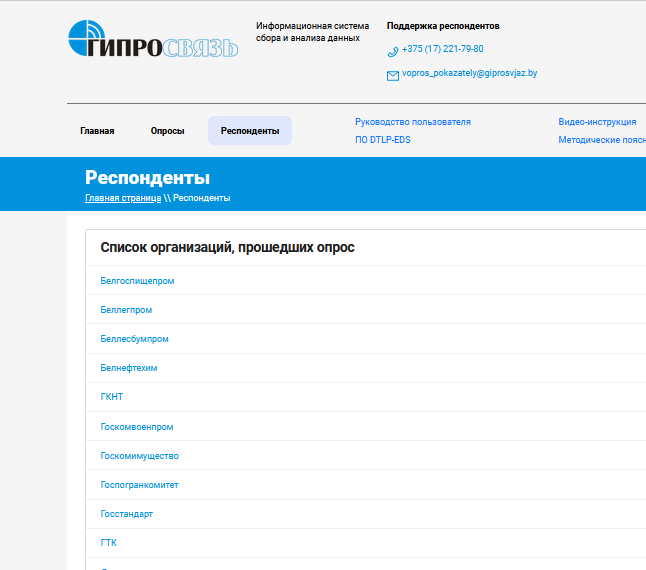 ГИПРОСВЯЗЬ
Информационная система
сбора и анализа данных
Поддержка респондентов
+375 (17) 221-79-80
vopros_pokazately@giprosvjaz.by
Главная
Опросы
Респонденты
Руководство пользователя
ПО DTLP-EDS
Видео-инструкция
Методические поясн
Респонденты
Главная страница \\ Респонденты
Список организаций, прошедших опрос
Белгоспищепром
Беллегпром
Беллесбумпром
Белнефтехим
ГКНТ
Госкомвоенпром
Госкомимущество
Госпогранкомитет
Госстандарт
ГТК